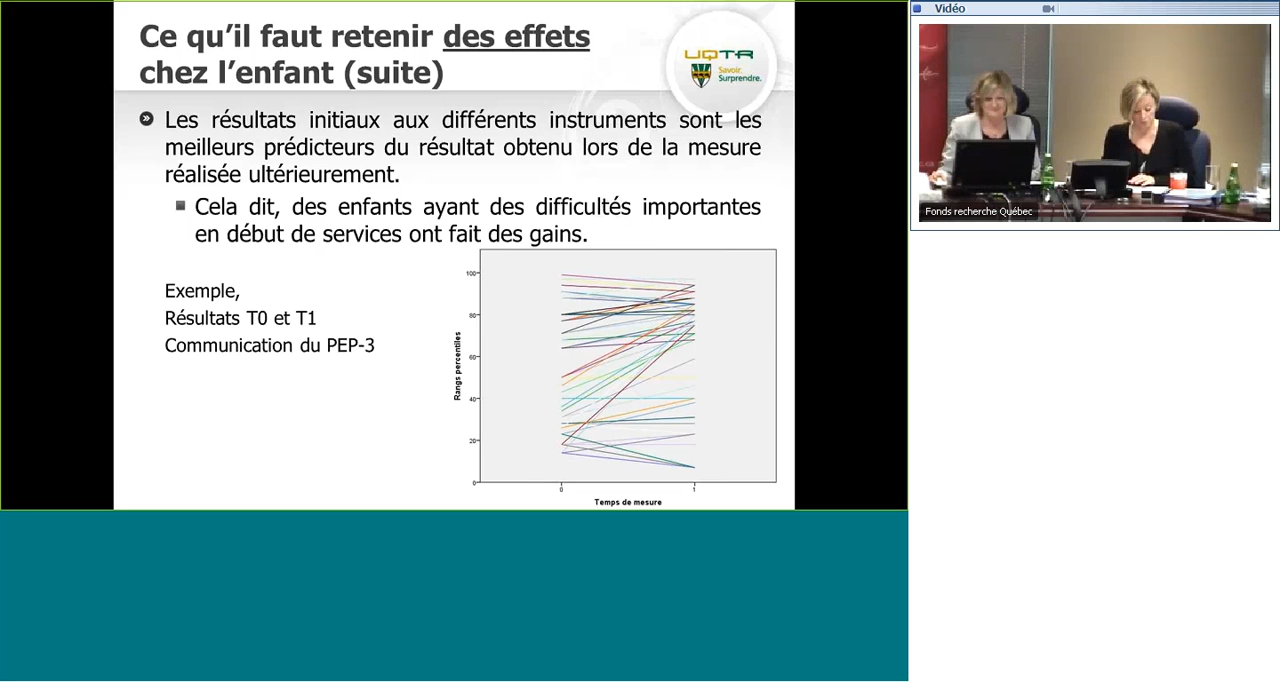 Ce qu'il faut retenir des effets
chez l'enfant (suite)
UQTR
Savoir.
Surprendre.
Les résultats initiaux aux différents instruments sont les
meilleurs prédicteurs du résultat obtenu lors de la mesure
réalisée ultérieurement.
Cela dit, des enfants ayant des difficultés importantes
en début de services ont fait des gains.
Exemple,
Résultats T0 et T1
Communication du PEP-3
Rangs percentiles
100
80
60
40
20
0
0 1
Temps de mesure
Vidéo
Fonds recherche Québec